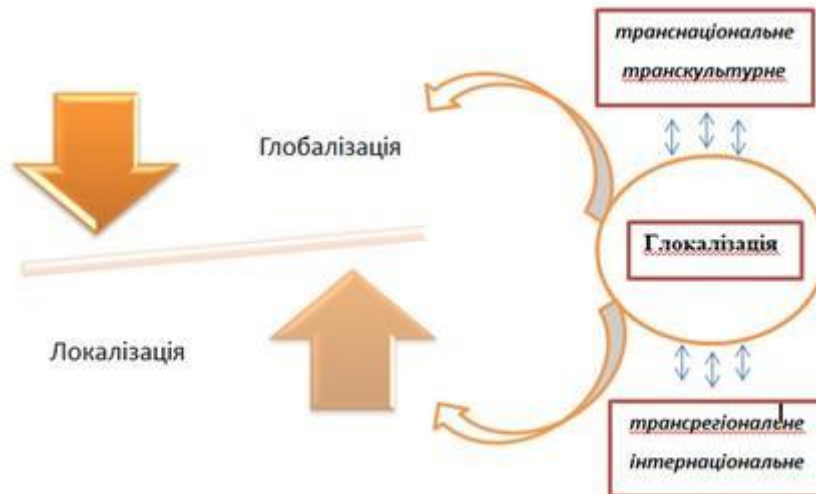 транснаціональне
транскультурне
Глобалізація
Глокалізація
Локалізація
трансрегіональне
інтернаціональне